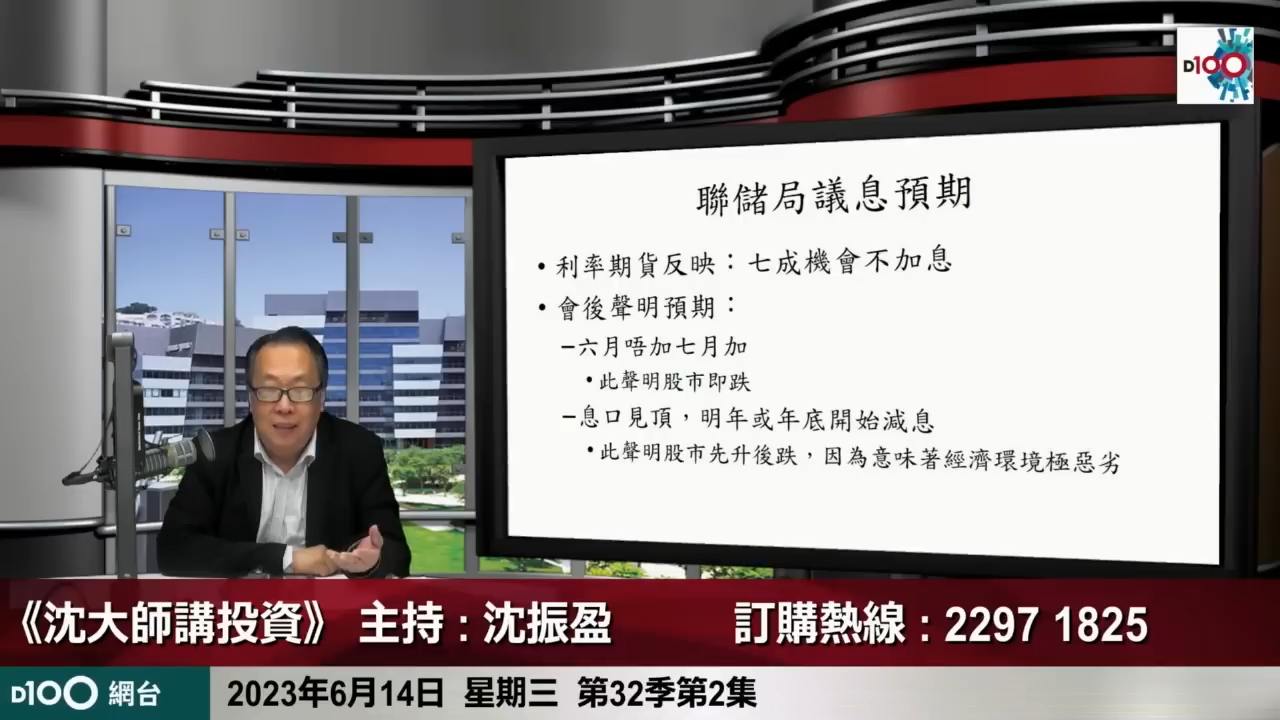 D100
聯儲局議息預期
•利率期貨反映：七成機會不加息
•會後聲明預期：
–六月唔加七月加
•此聲明股市即跌
–息口見頂，明年或年底開始減息
•此聲明股市先升後跌，因為意味著經濟環境極惡劣
《沈大師講投資》 主持 : 沈振盈 訂購熱線 : 2297 1825
D100 網台 2023年6月14日 星期三 第32季第2集